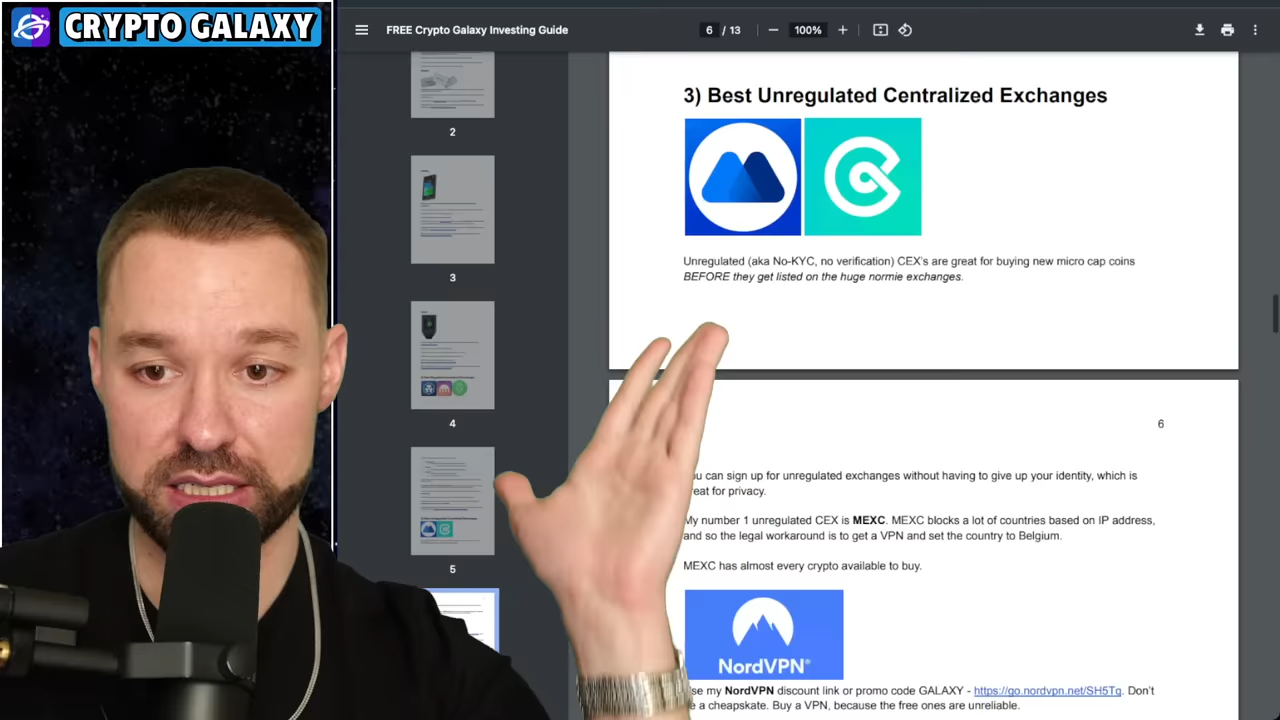 CRYPTO GALAXY
FREE Crypto Galaxy Investing Guide
6 / 13
100%
2
3
4
5
3) Best Unregulated Centralized Exchanges
Unregulated (aka No-KYC, no verification) CEX's are great for buying new micro cap coins
BEFORE they get listed on the huge normie exchanges.
6
ou can sign up for unregulated exchanges without having to give up your identity, which is
reat for privacy.
My number 1 unregulated CEX is MEXC. MEXC blocks a lot of countries based on IP address,
and so the legal workaround is to get a VPN and set the country to Belgium.
MEXC has almost every crypto available to buy.
NordVPN®
se my NordVPN discount link or promo code GALAXY - https://go.nordvpn.net/SH5Tq. Don't
e a cheapskate. Buy a VPN, because the free ones are unreliable.